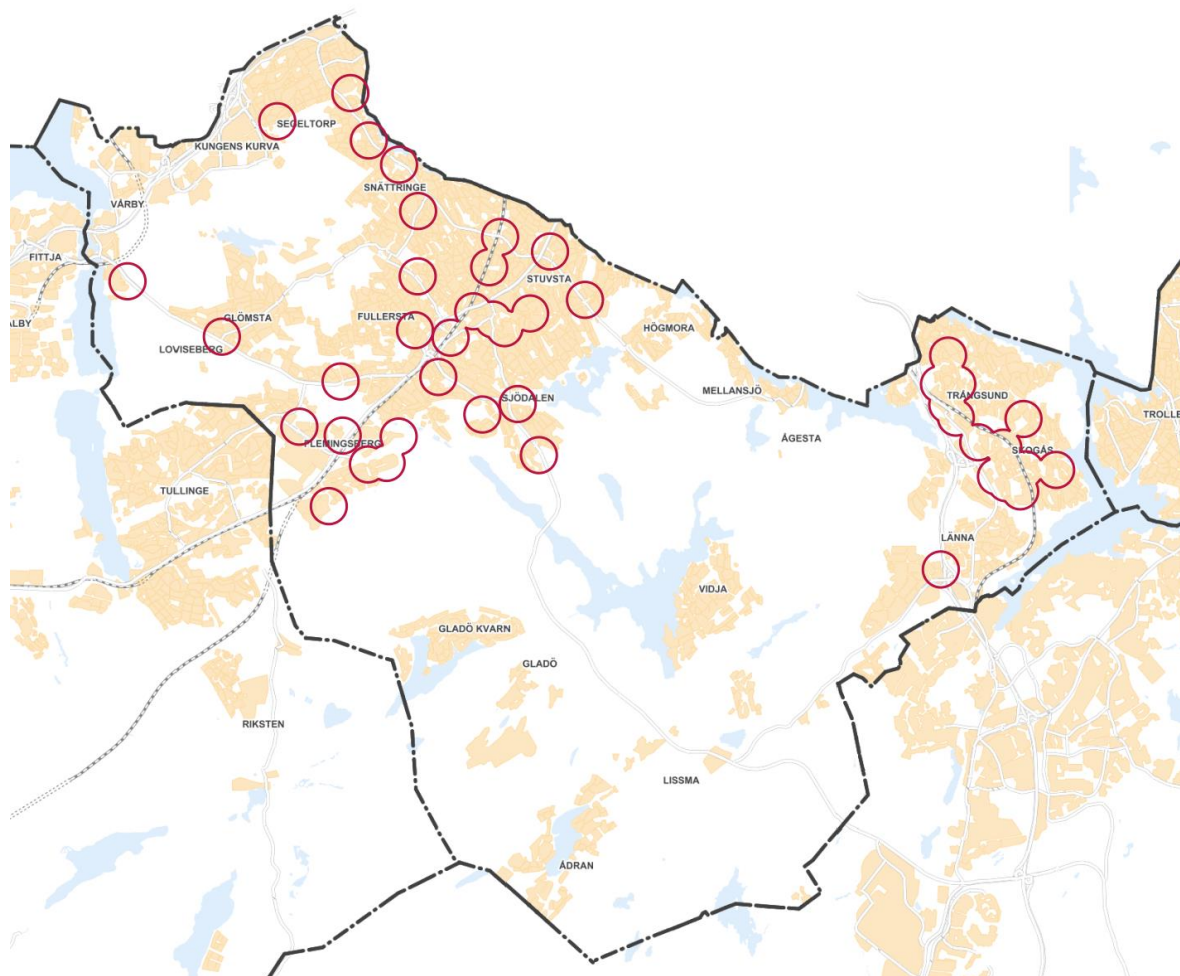 SEGELTORP
KUNGENS KURVA
SNÄTTRINGE
VÅRBY
FITTJA
STUVSTA
GLÖMSTA
FULLERSTA
HÖGMORA
ALBY
LOVISEBERG
MELLANSJÖ
TRÅNGSUND
SJÖDALEN
TROLLE
ÅGESTA
FLEMINGSBERG
SKOGÅS
TULLINGE
LÄNNA
VIDJA
GLADÖ KVARN
GLADÖ
RIKSTEN
LISSMA
ÅDRAN